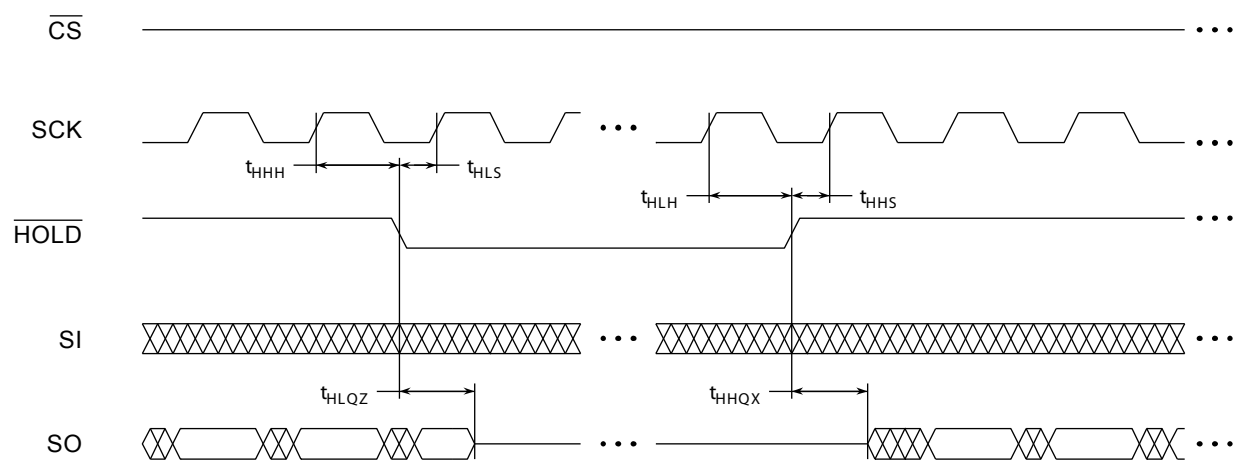 CS
SCK
tHHH
tHLS
tHLH
tHHS
HOLD
SI
tHLQZ
tHHQX
SO